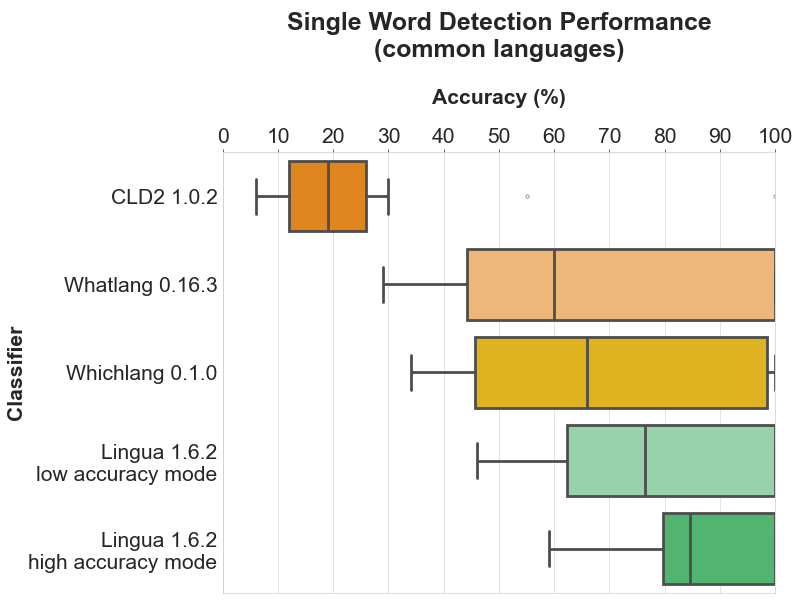 Single Word Detection Performance
(common languages)
Accuracy (%)
0 10 20 30 40 50 60 70 80 90 100
Classifier
CLD2 1.0.2
Whatlang 0.16.3
Whichlang 0.1.0
Lingua 1.6.2
low accuracy mode
Lingua 1.6.2
high accuracy mode